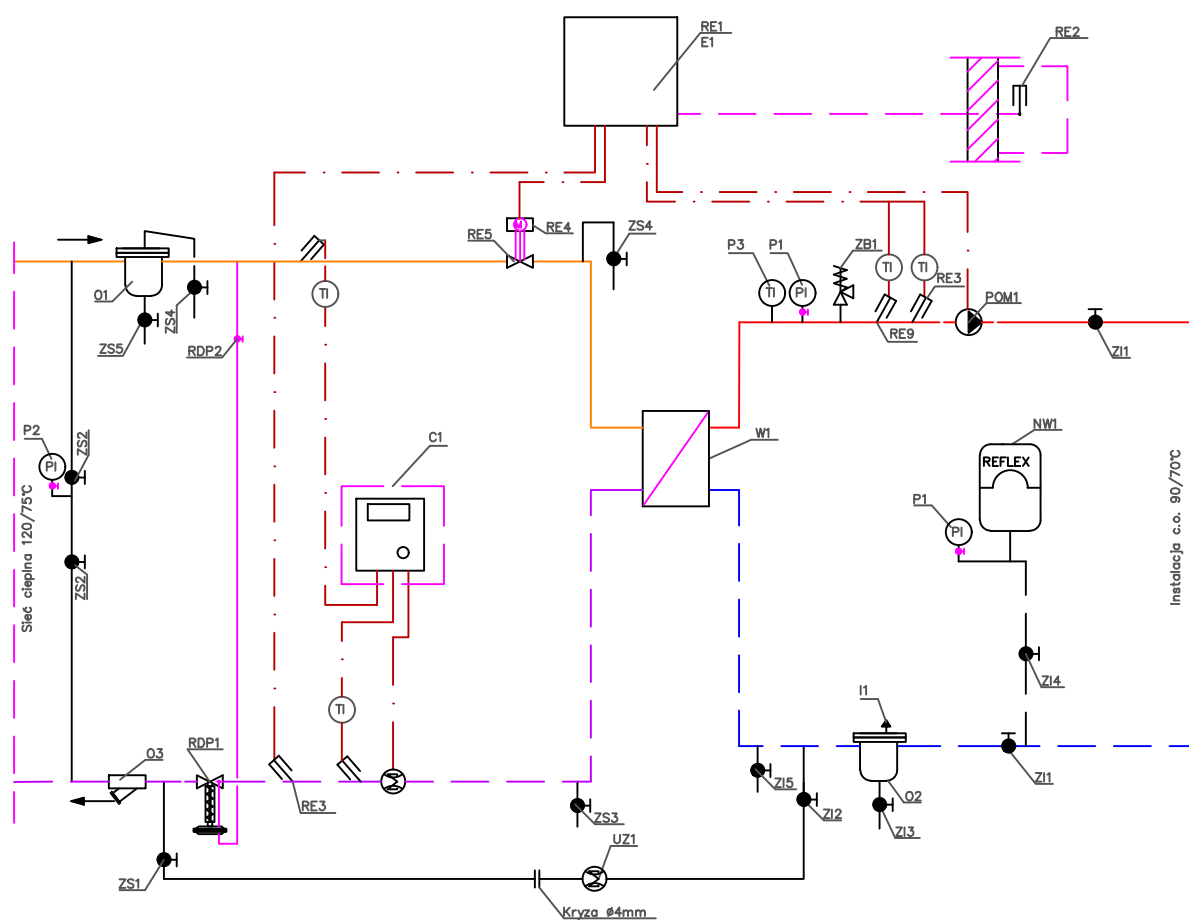 RE1
E1
RE2
RE4
RE5
ZS4
M
P3
P1
ZB1
TI
PI
TI
TI
RE3
POM1
RE9
ZI1
O1
ZS4
ZS5
RDP2
TI
P2
PI
ZS2
ZS2
Sieć cieplna 120/75°C
C1
W1
NW1
REFLEX
P1
PI
Instalacja c.o. 90/70°C
ZI4
I1
TI
O3
RDP1
RE3
ZS3
ZI5
ZI2
O2
ZI3
ZI1
ZS1
UZ1
Kryza Ø4mm